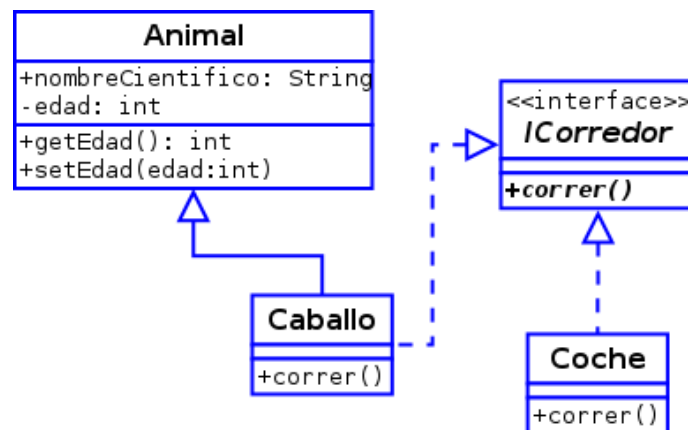 Animal
+nombreCientifico: String
-edad: int
+getEdad(): int
+setEdad(edad:int)
<<interface>>
ICorredor
+correr()
Caballo
+correr()
Coche
+correr()